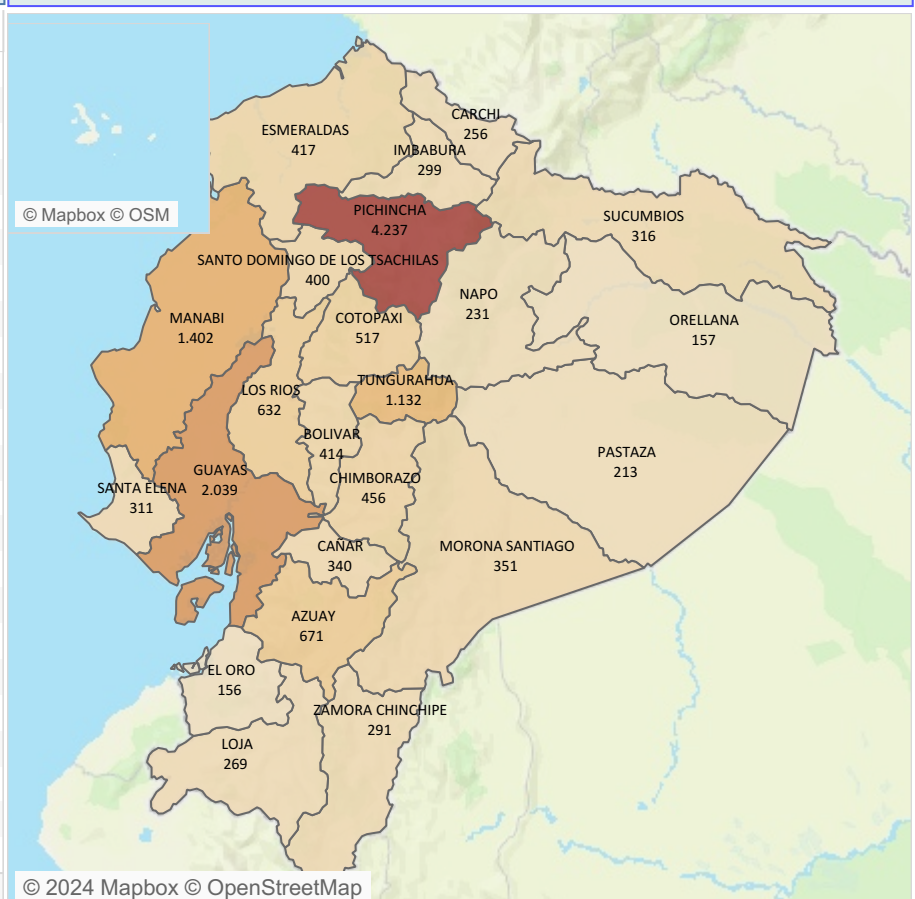 CARCHI
256
ESMERALDAS
417
IMBABURA
299
© Mapbox © OSM
PICHINCHA
4.237
SUCUMBIOS
316
SANTO DOMINGO DE LOS TSACHILAS
400
NAPO
231
MANABI
1.402
COTOPAXI
517
ORELLANA
157
TUNGURAHUA
1.132
LOS RIOS
632
BOLIVAR
414
PASTAZA
213
GUAYAS
2.039
CHIMBORAZO
456
SANTA ELENA
311
CAÑAR
340
MORONA SANTIAGO
351
AZUAY
671
EL ORO
156
ZAMORA CHINCHIPE
291
LOJA
269
© 2024 Mapbox © OpenStreetMap